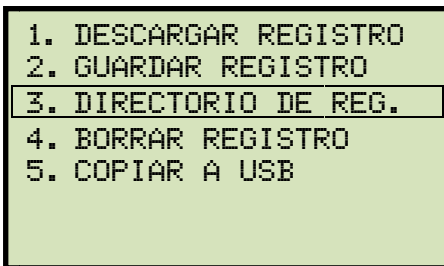 1. DESCARGAR REGISTRO
2. GUARDAR REGISTRO
3. DIRECTORIO DE REG.
4. BORRAR REGISTRO
5. COPIAR A USB